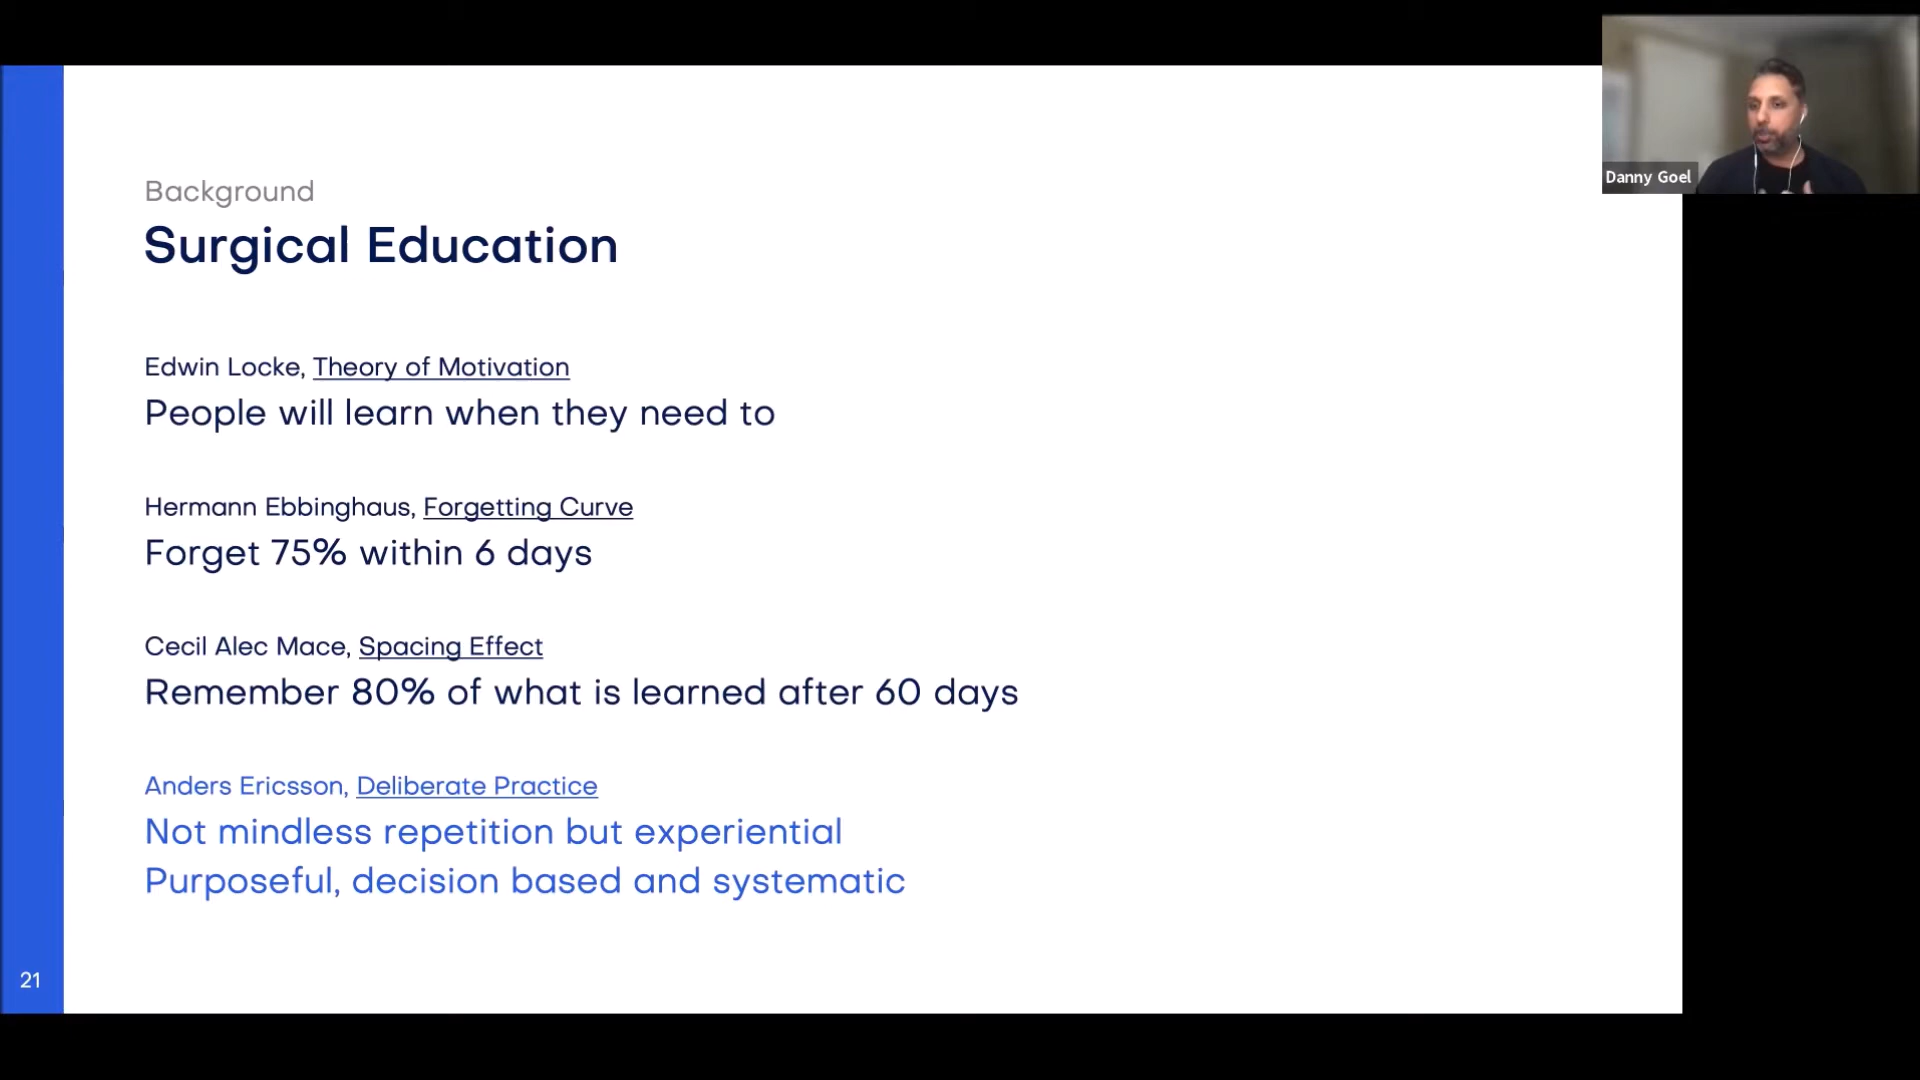 Danny Goel
Background
Surgical Education
Edwin Locke, Theory of Motivation
People will learn when they need to
Hermann Ebbinghaus, Forgetting Curve
Forget 75% within 6 days
Cecil Alec Mace, Spacing Effect
Remember 80% of what is learned after 60 days
Anders Ericsson, Deliberate Practice
Not mindless repetition but experiential
Purposeful, decision based and systematic
21